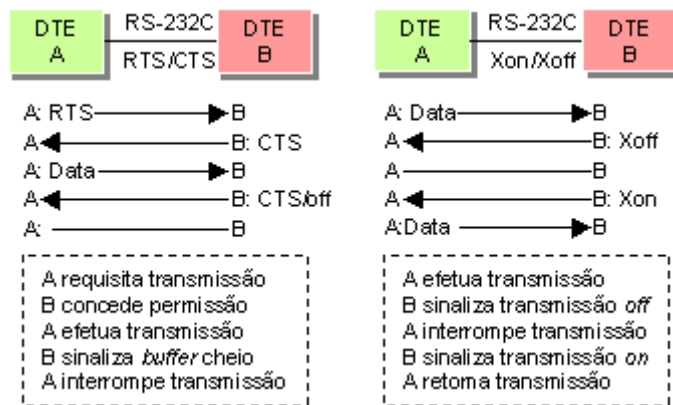 DTE
A
RS-232C
RTS/CTS
DTE
B
A: RTS B
A B: CTS
A: Data B
A B: CTS/off
A: B
A requisita transmissão
B concede permissão
A efetua transmissão
B sinaliza buffer cheio
A interrompe transmissão
DTE
A
RS-232C
Xon/Xoff
DTE
B
A: Data B
A B: Xoff
A B
A B: Xon
A:Data B
A efetua transmissão
B sinaliza transmissão off
A interrompe transmissão
B sinaliza transmissão on
A retoma transmissão